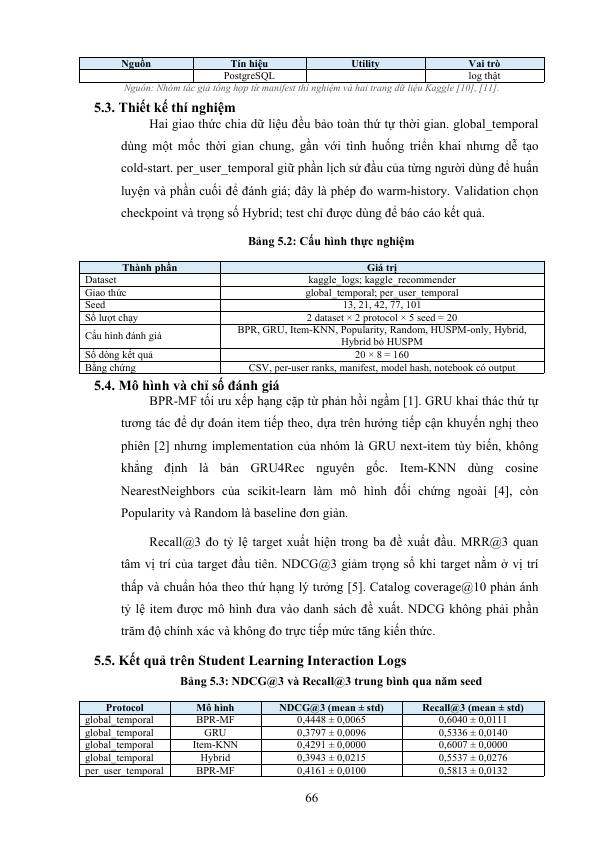 Nguồn Tín hiệu Utility Vai trò
PostgreSQL log thật
Nguồn: Nhóm tác giả tổng hợp từ manifest thí nghiệm và hai trang dữ liệu Kaggle [10], [11].
5.3. Thiết kế thí nghiệm
Hai giao thức chia dữ liệu đều bảo toàn thứ tự thời gian. global_temporal
dùng một mốc thời gian chung, gần với tình huống triển khai nhưng dễ tạo
cold-start. per_user_temporal giữ phần lịch sử đầu của từng người dùng để huấn
luyện và phần cuối để đánh giá; đây là phép đo warm-history. Validation chọn
checkpoint và trọng số Hybrid; test chỉ được dùng để báo cáo kết quả.
Bảng 5.2: Cấu hình thực nghiệm
Thành phần Giá trị
Dataset kaggle_logs; kaggle_recommender
Giao thức global_temporal; per_user_temporal
Seed 13, 21, 42, 77, 101
Số lượt chạy 2 dataset × 2 protocol × 5 seed = 20
Cấu hình đánh giá BPR, GRU, Item-KNN, Popularity, Random, HUSPM-only, Hybrid,
Hybrid bỏ HUSPM
Số dòng kết quả 20 × 8 = 160
Bằng chứng CSV, per-user ranks, manifest, model hash, notebook có output
5.4. Mô hình và chỉ số đánh giá
BPR-MF tối ưu xếp hạng cặp từ phản hồi ngầm [1]. GRU khai thác thứ tự
tương tác để dự đoán item tiếp theo, dựa trên hướng tiếp cận khuyến nghị theo
phiên [2] nhưng implementation của nhóm là GRU next-item tùy biến, không
khẳng định là bản GRU4Rec nguyên gốc. Item-KNN dùng cosine
NearestNeighbors của scikit-learn làm mô hình đối chứng ngoài [4], còn
Popularity và Random là baseline đơn giản.
Recall@3 đo tỷ lệ target xuất hiện trong ba đề xuất đầu. MRR@3 quan
tâm vị trí của target đầu tiên. NDCG@3 giảm trọng số khi target nằm ở vị trí
thấp và chuẩn hóa theo thứ hạng lý tưởng [5]. Catalog coverage@10 phản ánh
tỷ lệ item được mô hình đưa vào danh sách đề xuất. NDCG không phải phần
trăm độ chính xác và không đo trực tiếp mức tăng kiến thức.
5.5. Kết quả trên Student Learning Interaction Logs
Bảng 5.3: NDCG@3 và Recall@3 trung bình qua năm seed
Protocol Mô hình NDCG@3 (mean ± std) Recall@3 (mean ± std)
global_temporal BPR-MF 0,4448 ± 0,0065 0,6040 ± 0,0111
global_temporal GRU 0,3797 ± 0,0096 0,5336 ± 0,0140
global_temporal Item-KNN 0,4291 ± 0,0000 0,6007 ± 0,0000
global_temporal Hybrid 0,3943 ± 0,0215 0,5537 ± 0,0276
per_user_temporal BPR-MF 0,4161 ± 0,0100 0,5813 ± 0,0132
66